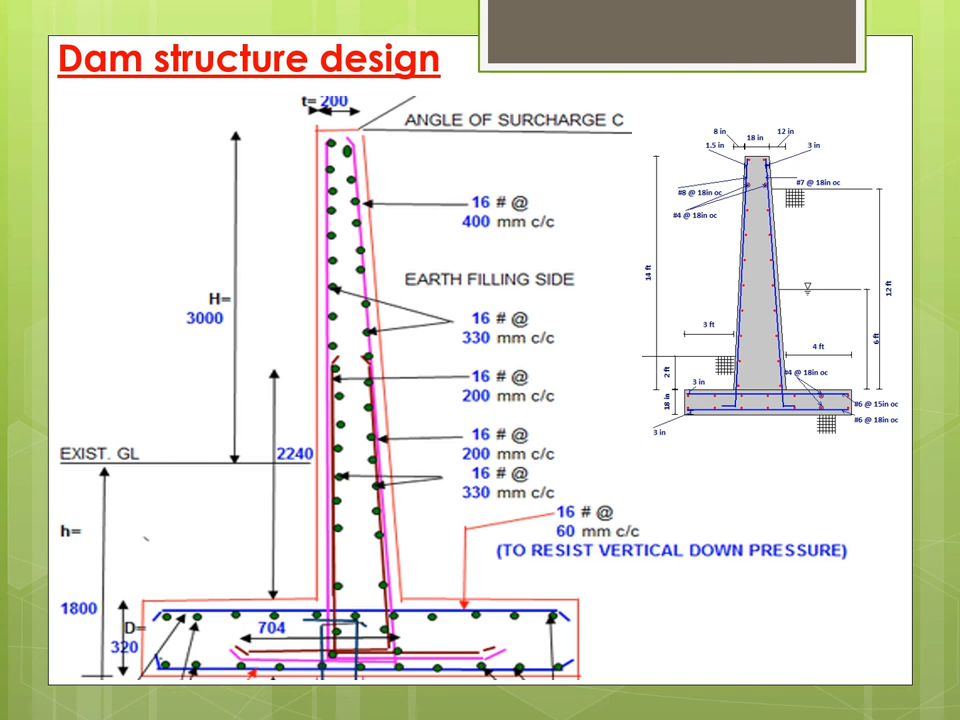 Dam structure design
t= 200
ANGLE OF SURCHARGE C
16 # @
400 mm c/c
EARTH FILLING SIDE
H=
3000
16 # @
330 mm c/c
16 # @
200 mm c/c
16 # @
200 mm c/c
16 # @
330 mm c/c
EXIST. GL
2240
16 # @
60 mm c/c
(TO RESIST VERTICAL DOWN PRESSURE)
h=
1800
D=
320
704
8 in
18 in
12 in
1.5 in
3 in
#8 @ 18in oc
#7 @ 18in oc
#4 @ 18in oc
14 ft
12 ft
3 ft
6 ft
4 ft
2 ft
#4 @ 18in oc
3 in
18 in
#6 @ 15in oc
#6 @ 18in oc
3 in